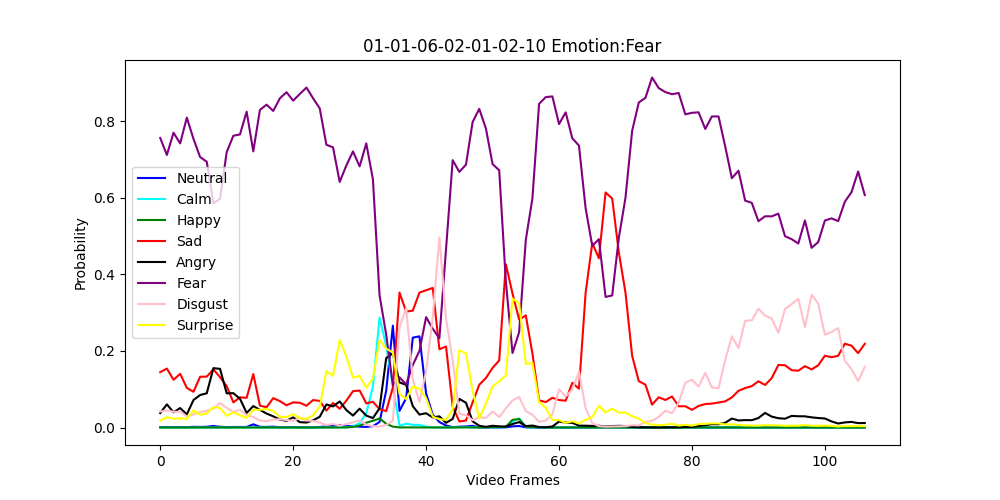 01-01-06-02-01-02-10 Emotion:Fear
Probability
0.8
0.6
0.4
0.2
0.0
Neutral
Calm
Happy
Sad
Angry
Fear
Disgust
Surprise
0 20 40 60 80 100
Video Frames